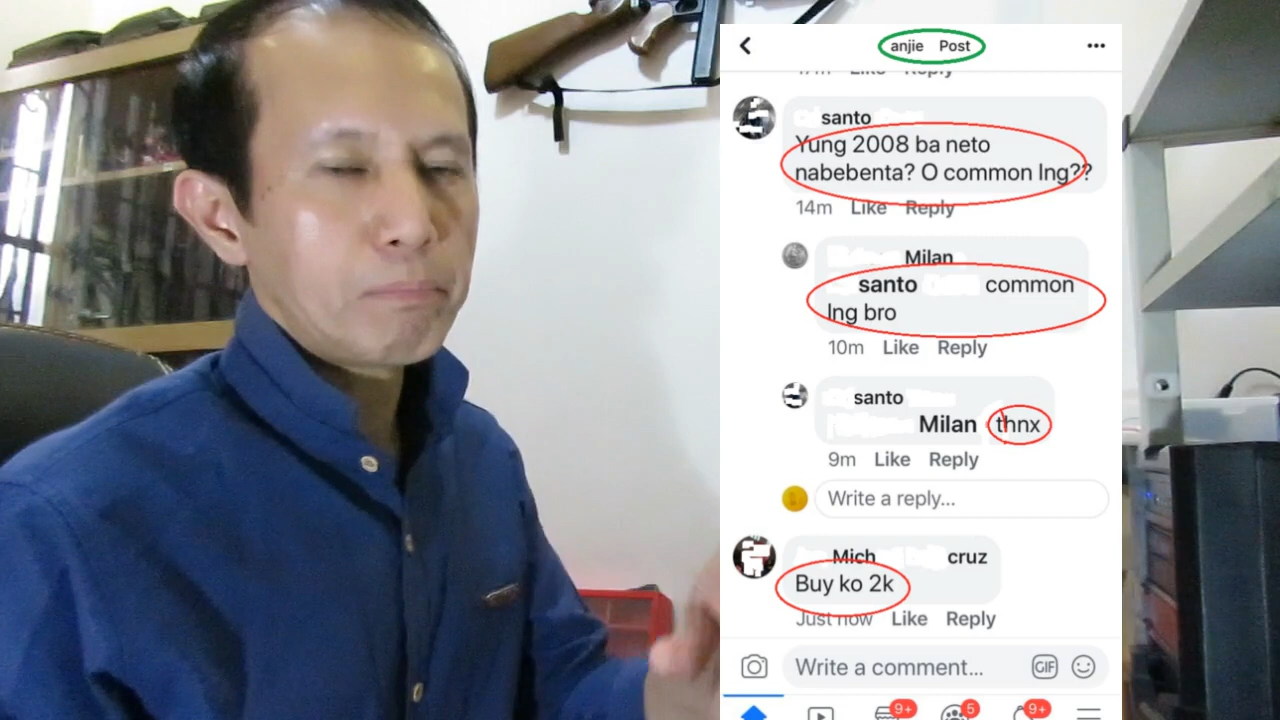 anjie Post
Like Reply
santo
Yung 2008 ba neto
nabebenta? O common lng??
14m Like Reply
Milan
santo common
lng bro
10m Like Reply
santo
Milan thnx
9m Like Reply
Write a reply...
Mich cruz
Buy ko 2k
Just now Like Reply
Write a comment... GIF
9+ 5 9+